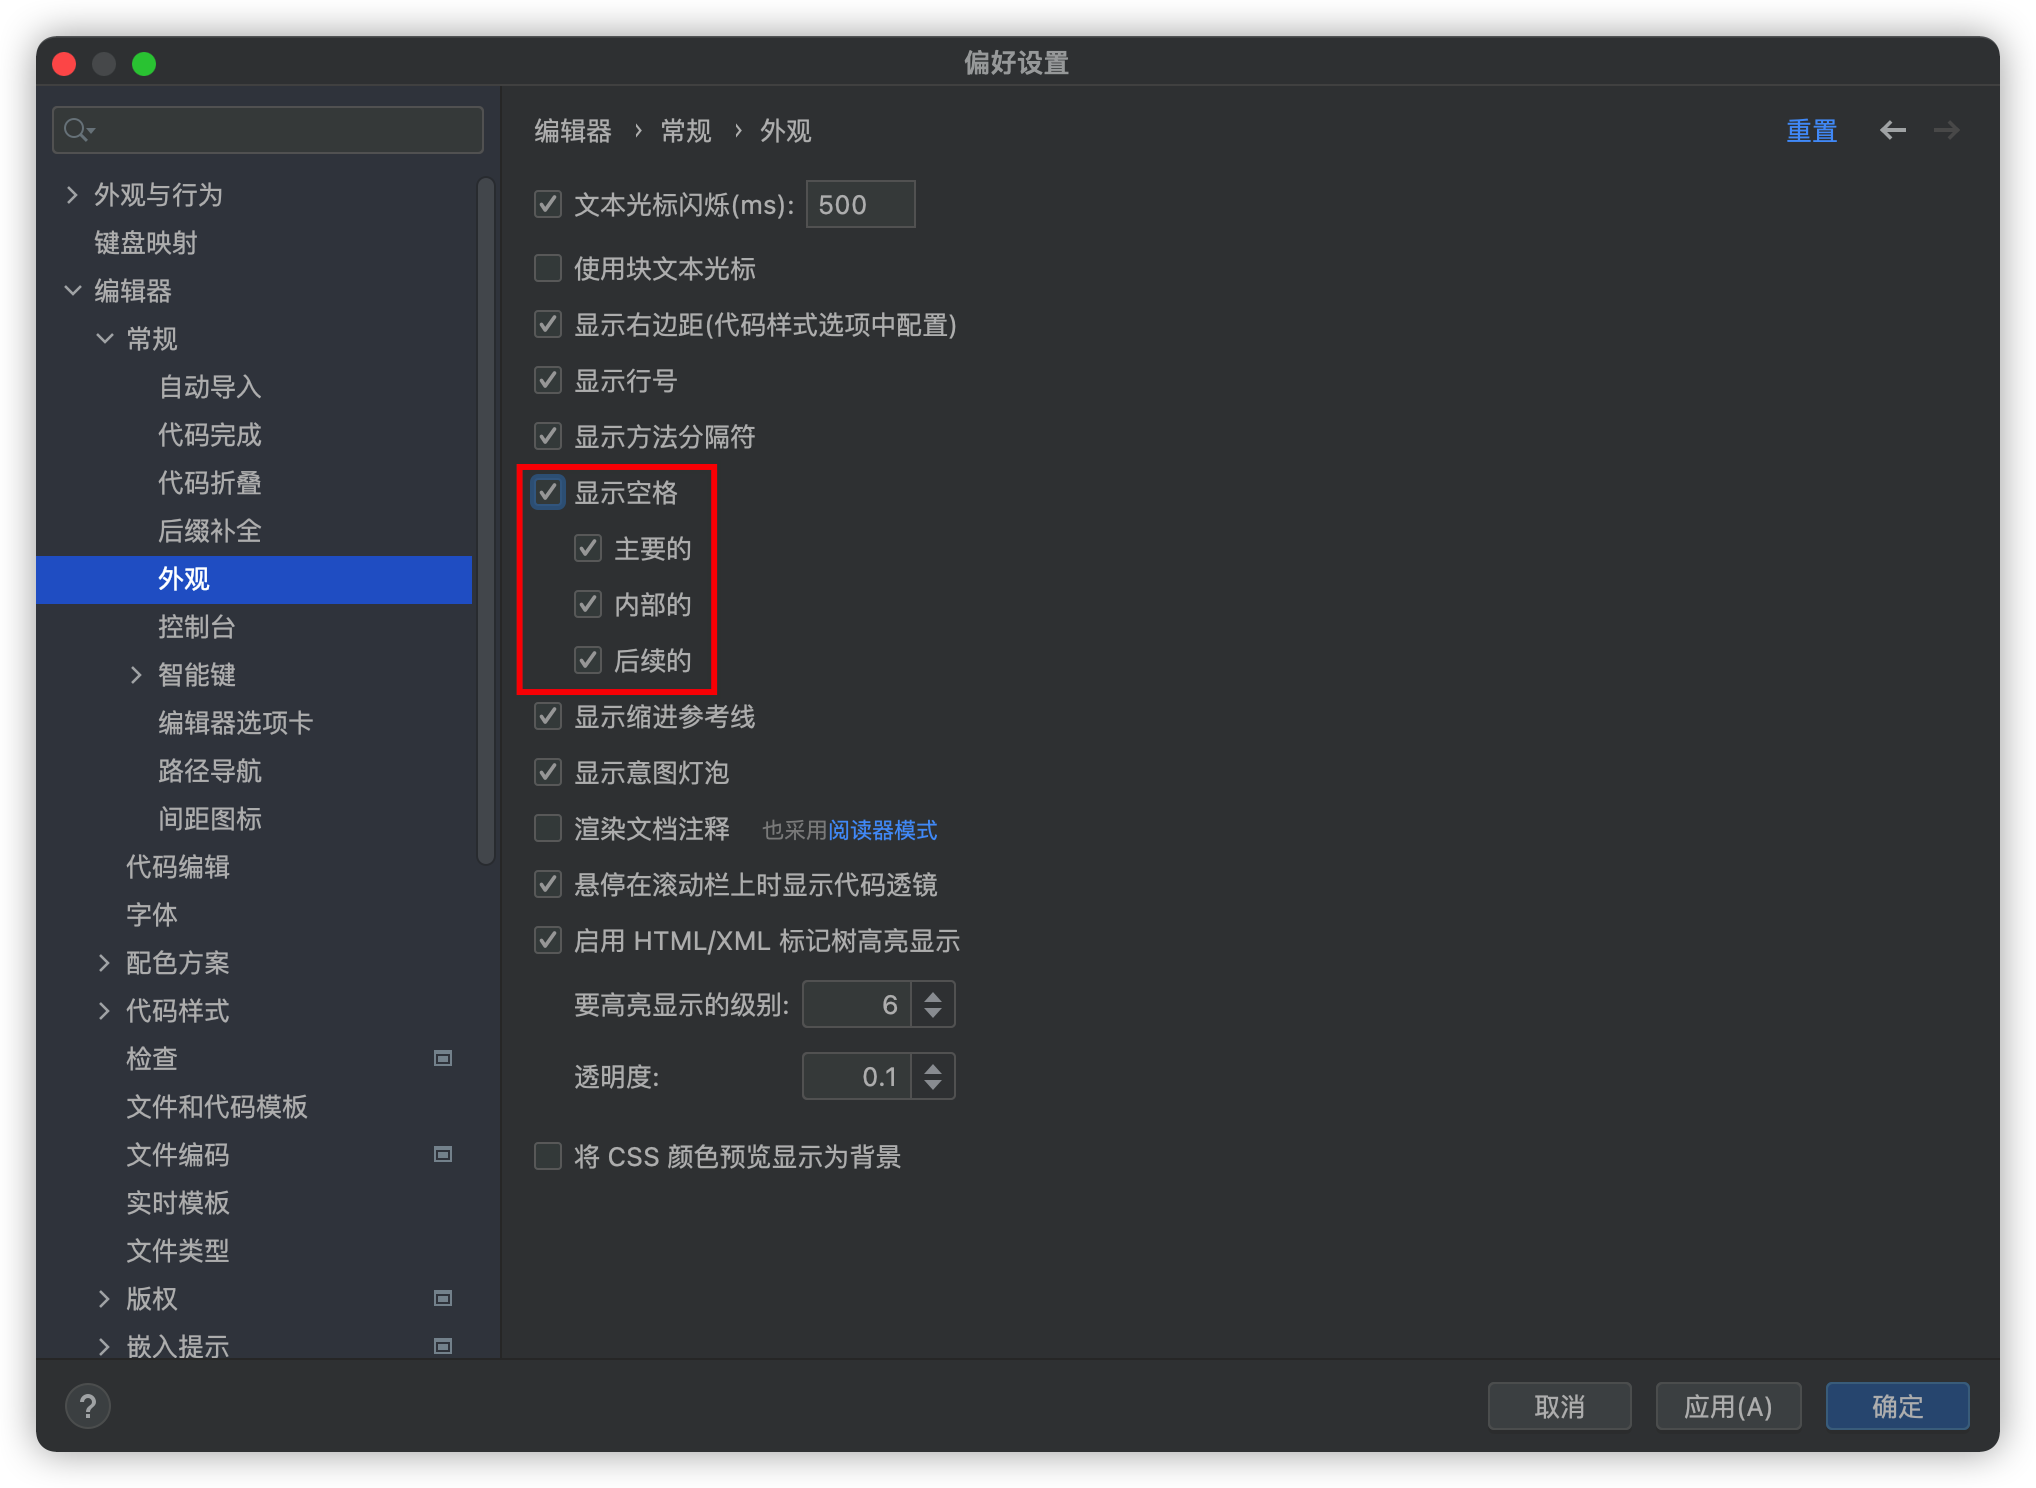 偏好设置
外观与行为
键盘映射
编辑器
常规
自动导入
代码完成
代码折叠
后缀补全
外观
控制台
智能键
编辑器选项卡
路径导航
间距图标
代码编辑
字体
配色方案
代码样式
检查
文件和代码模板
文件编码
实时模板
文件类型
版权
嵌入提示
编辑器 › 常规 › 外观
重置
文本光标闪烁(ms): 500
使用块文本光标
显示右边距(代码样式选项中配置)
显示行号
显示方法分隔符
显示空格
主要的
内部的
后续的
显示缩进参考线
显示意图灯泡
渲染文档注释 也采用阅读器模式
悬停在滚动栏上时显示代码透镜
启用 HTML/XML 标记树高亮显示
要高亮显示的级别: 6
透明度: 0.1
将 CSS 颜色预览显示为背景
?
取消
应用(A)
确定